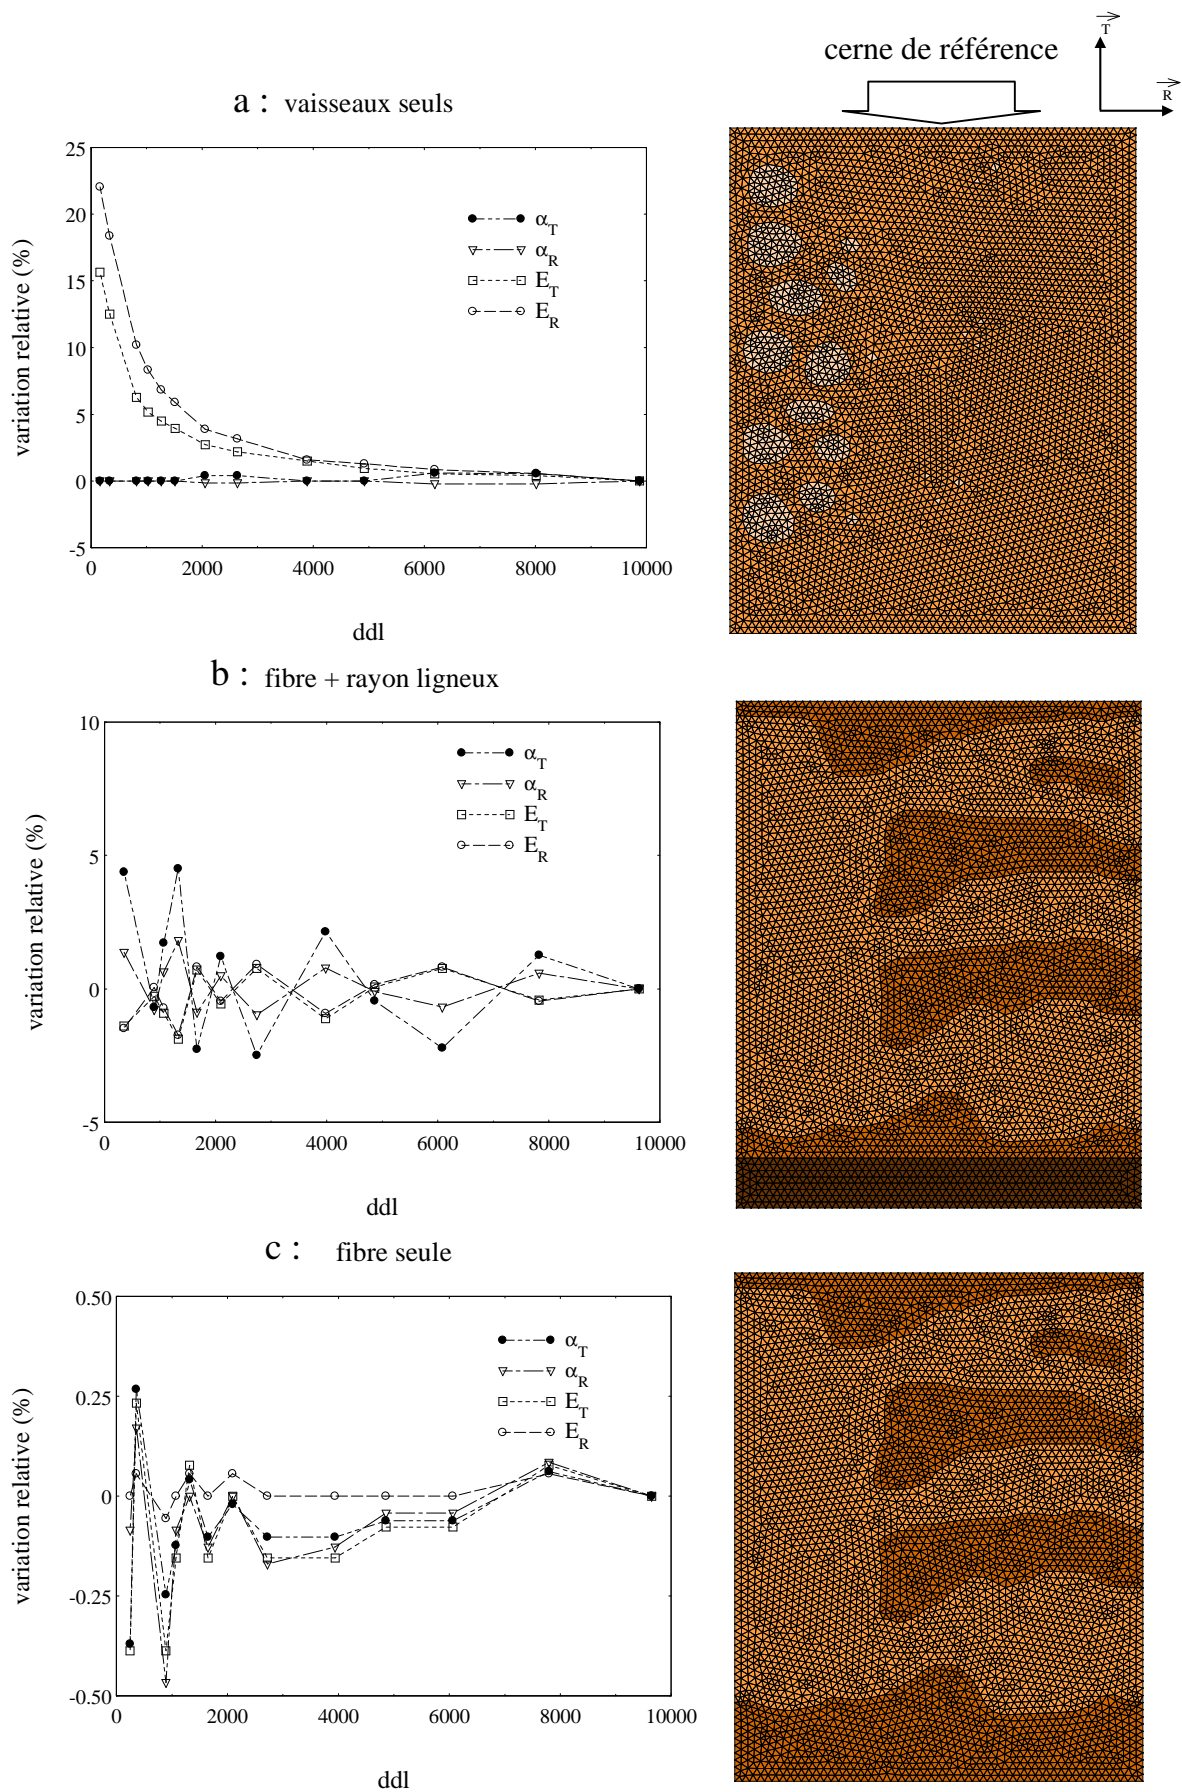 T
cerne de référence
R
a : vaisseaux seuls
25
20
15
10
5
0
-5
variation relative (%)
α_T
α_R
E_T
E_R
0 2000 4000 6000 8000 10000
ddl
b : fibre + rayon ligneux
10
5
0
-5
variation relative (%)
α_T
α_R
E_T
E_R
0 2000 4000 6000 8000 10000
ddl
c : fibre seule
0.50
0.25
0
-0.25
-0.50
variation relative (%)
α_T
α_R
E_T
E_R
0 2000 4000 6000 8000 10000
ddl